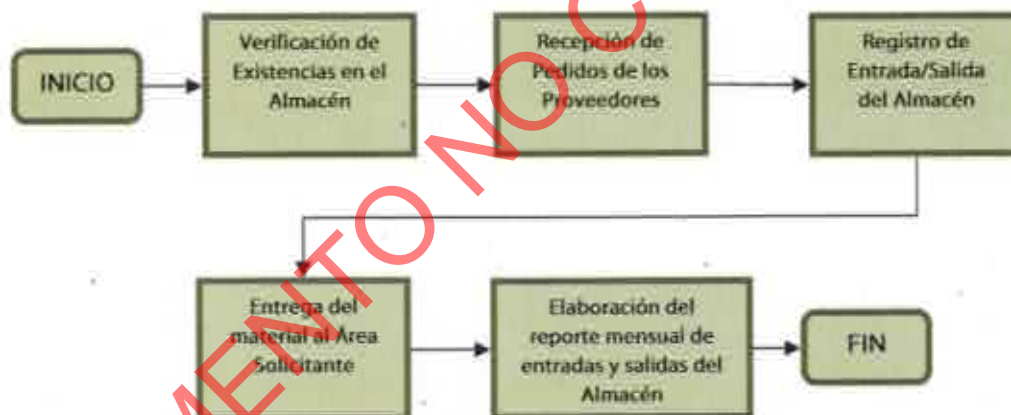 INICIO
Verificación de
Existencias en el
Almacén
Recepción de
Pedidos de los
Proveedores
Registro de
Entrada/Salida
del Almacén
Entrega del
material al Área
Solicitante
Elaboración del
reporte mensual de
entradas y salidas del
Almacén
FIN
MENTO NO C